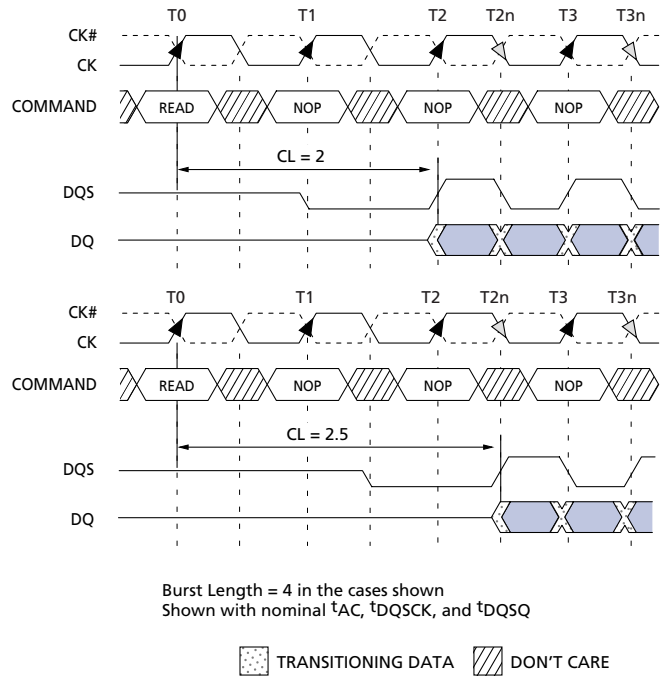 T0 T1 T2 T2n T3 T3n
CK#
CK
COMMAND READ NOP NOP NOP
CL = 2
DQS
DQ
T0 T1 T2 T2n T3 T3n
CK#
CK
COMMAND READ NOP NOP NOP
CL = 2.5
DQS
DQ
Burst Length = 4 in the cases shown
Shown with nominal tAC, tDQSCK, and tDQSQ
TRANSITIONING DATA DON'T CARE